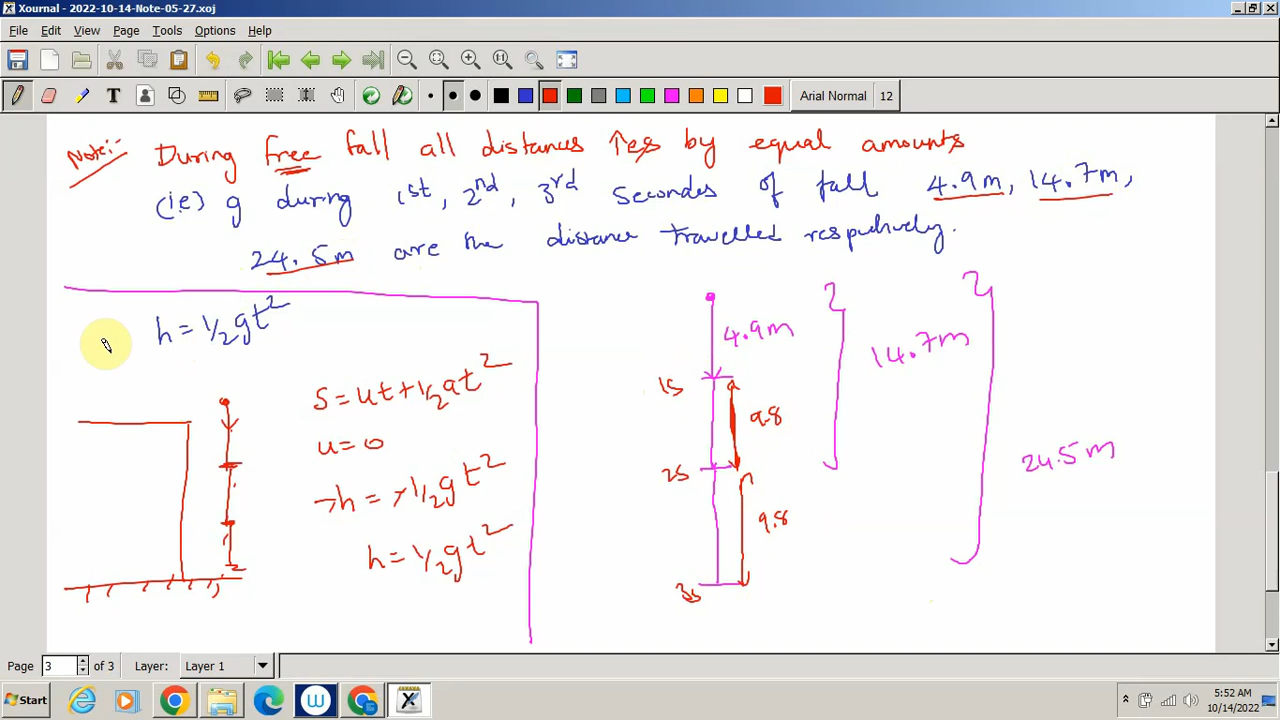 Xournal - 2022-10-14-Note-05-27.xoj
File Edit View Page Tools Options Help
Arial Normal 12
Note:- During free fall all distances ↑es by equal amounts
(i.e) g during 1st, 2nd, 3rd secondes of fall 4.9m, 14.7m,
24.5m are the distance travelled respectively.
h = 1/2gt2
S = ut + 1/2at2
u = 0
-h = -1/2gt2
h = 1/2gt2
4.9m
1s
9.8
2s
9.8
3s
14.7m
24.5m
Page 3 of 3 Layer: Layer 1
Start
W
5:52 AM
10/14/2022